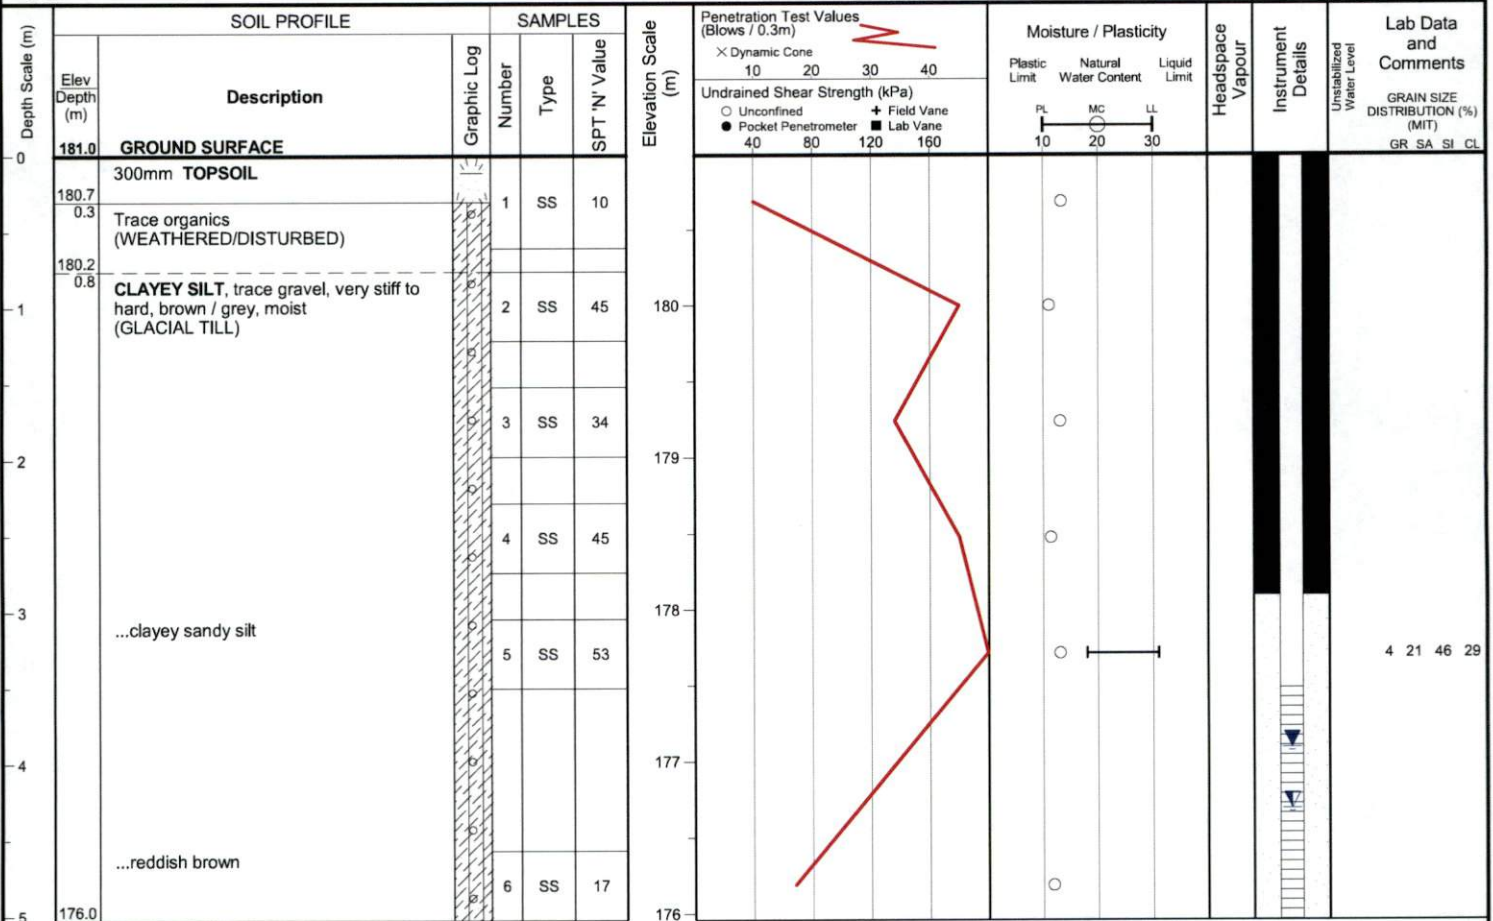 SOIL PROFILE
SAMPLES
Depth Scale (m)
Elev
Depth
(m)
Description
Graphic Log
Number
Type
SPT 'N' Value
Elevation Scale
(m)
Penetration Test Values
(Blows / 0.3m)
× Dynamic Cone
10 20 30 40
Undrained Shear Strength (kPa)
Unconfined + Field Vane
Pocket Penetrometer Lab Vane
40 80 120 160
Moisture / Plasticity
Plastic Natural Liquid
Limit Water Content Limit
PL MC LL
10 20 30
Headspace
Vapour
Instrument
Details
Unstabilized
Water Level
Lab Data
and
Comments
GRAIN SIZE
DISTRIBUTION (%)
(MIT)
GR SA SI CL
0
181.0 GROUND SURFACE
300mm TOPSOIL
180.7
0.3
Trace organics
(WEATHERED/DISTURBED)
1 SS 10
180.2
0.8
CLAYEY SILT, trace gravel, very stiff to
hard, brown / grey, moist
(GLACIAL TILL)
1
2 SS 45
180
3 SS 34
2
179
4 SS 45
3
178
...clayey sandy silt
5 SS 53
4 21 46 29
4
177
...reddish brown
6 SS 17
5
176.0
176